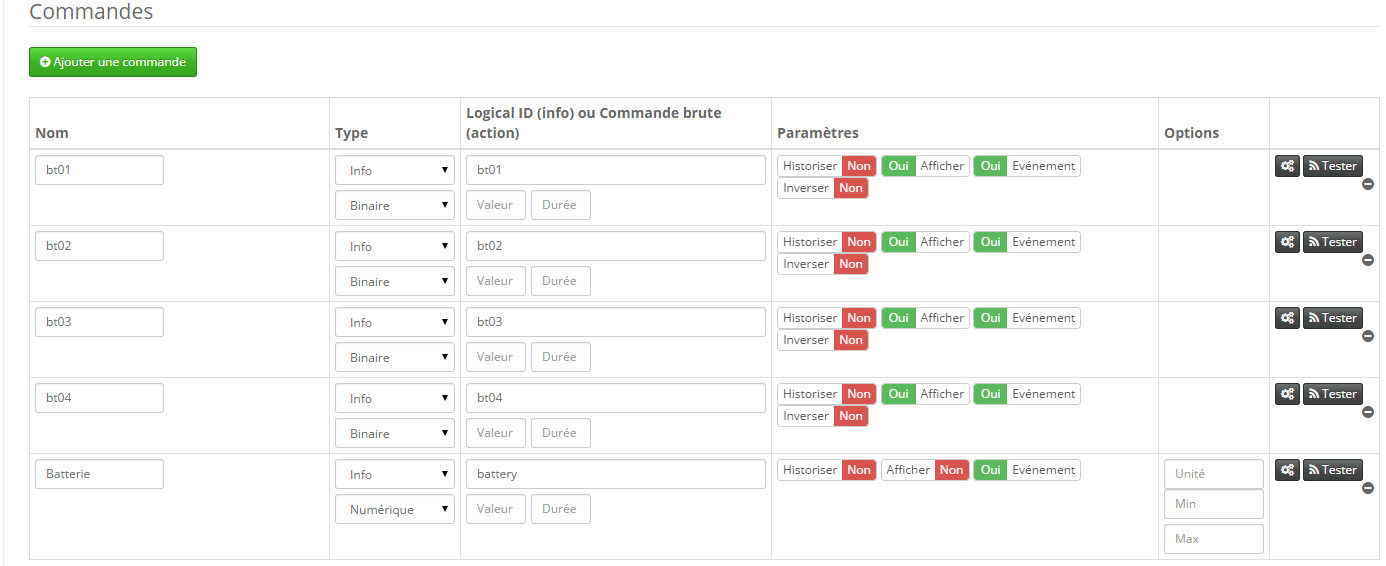 Commandes
Ajouter une commande
Nom Type Logical ID (info) ou Commande brute (action) Paramètres Options
bt01 Info bt01 Historiser Non Oui Afficher Oui Evénement Tester
Binaire Valeur Durée Inverser Non
bt02 Info bt02 Historiser Non Oui Afficher Oui Evénement Tester
Binaire Valeur Durée Inverser Non
bt03 Info bt03 Historiser Non Oui Afficher Oui Evénement Tester
Binaire Valeur Durée Inverser Non
bt04 Info bt04 Historiser Non Oui Afficher Oui Evénement Tester
Binaire Valeur Durée Inverser Non
Batterie Info battery Historiser Non Afficher Non Oui Evénement Unité Tester
Numérique Valeur Durée Min
Max